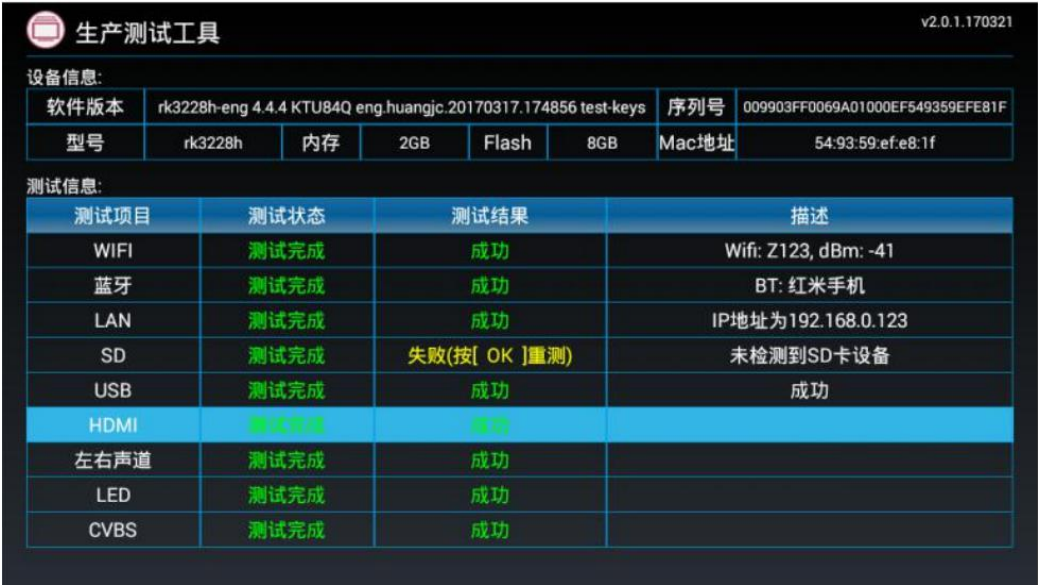 生产测试工具 v2.0.1.170321
设备信息:
软件版本 rk3228h-eng 4.4.4 KTU84Q eng.huangjc.20170317.174856 test-keys 序列号 009903FF0069A01000EF549359EFE81F
型号 rk3228h 内存 2GB Flash 8GB Mac地址 54:93:59:ef:e8:1f
测试信息:
测试项目 测试状态 测试结果 描述
WIFI 测试完成 成功 Wifi: Z123, dBm: -41
蓝牙 测试完成 成功 BT: 红米手机
LAN 测试完成 成功 IP地址为192.168.0.123
SD 测试完成 失败(按[ OK ]重测) 未检测到SD卡设备
USB 测试完成 成功 成功
HDMI 测试完成 成功
左右声道 测试完成 成功
LED 测试完成 成功
CVBS 测试完成 成功